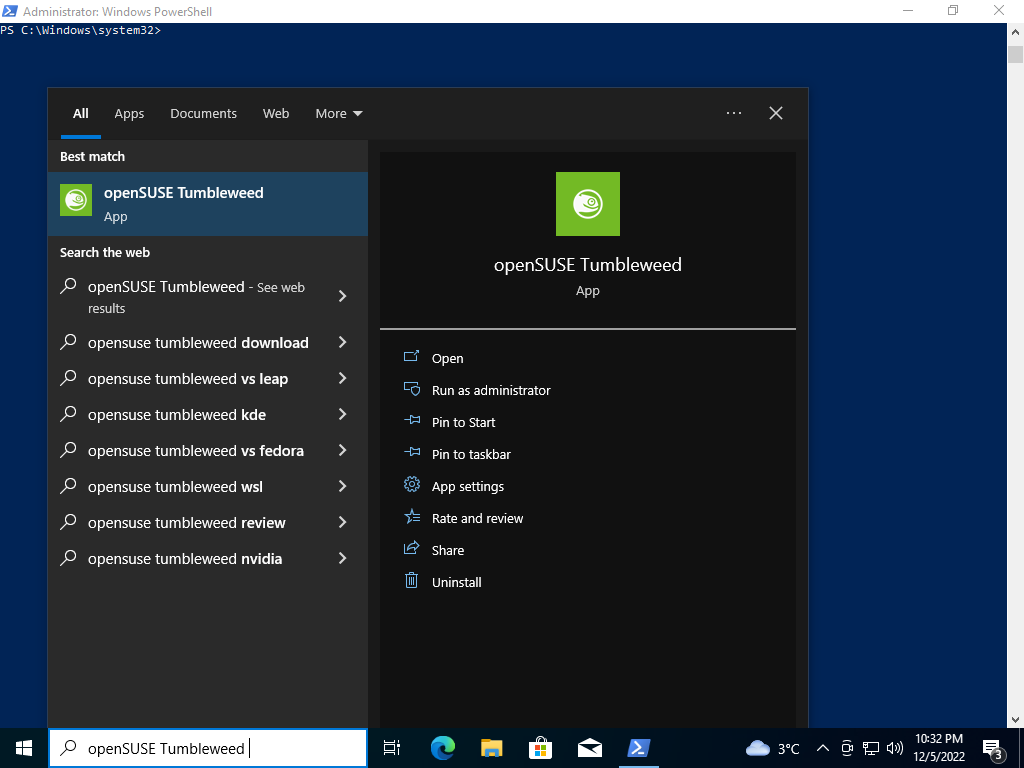 Administrator: Windows PowerShell
PS C:\Windows\system32>
All Apps Documents Web More
Best match
openSUSE Tumbleweed
App
Search the web
openSUSE Tumbleweed - See web
results
opensuse tumbleweed download
opensuse tumbleweed vs leap
opensuse tumbleweed kde
opensuse tumbleweed vs fedora
opensuse tumbleweed wsl
opensuse tumbleweed review
opensuse tumbleweed nvidia
openSUSE Tumbleweed
App
Open
Run as administrator
Pin to Start
Pin to taskbar
App settings
Rate and review
Share
Uninstall
openSUSE Tumbleweed
3°C
10:32 PM
12/5/2022
3